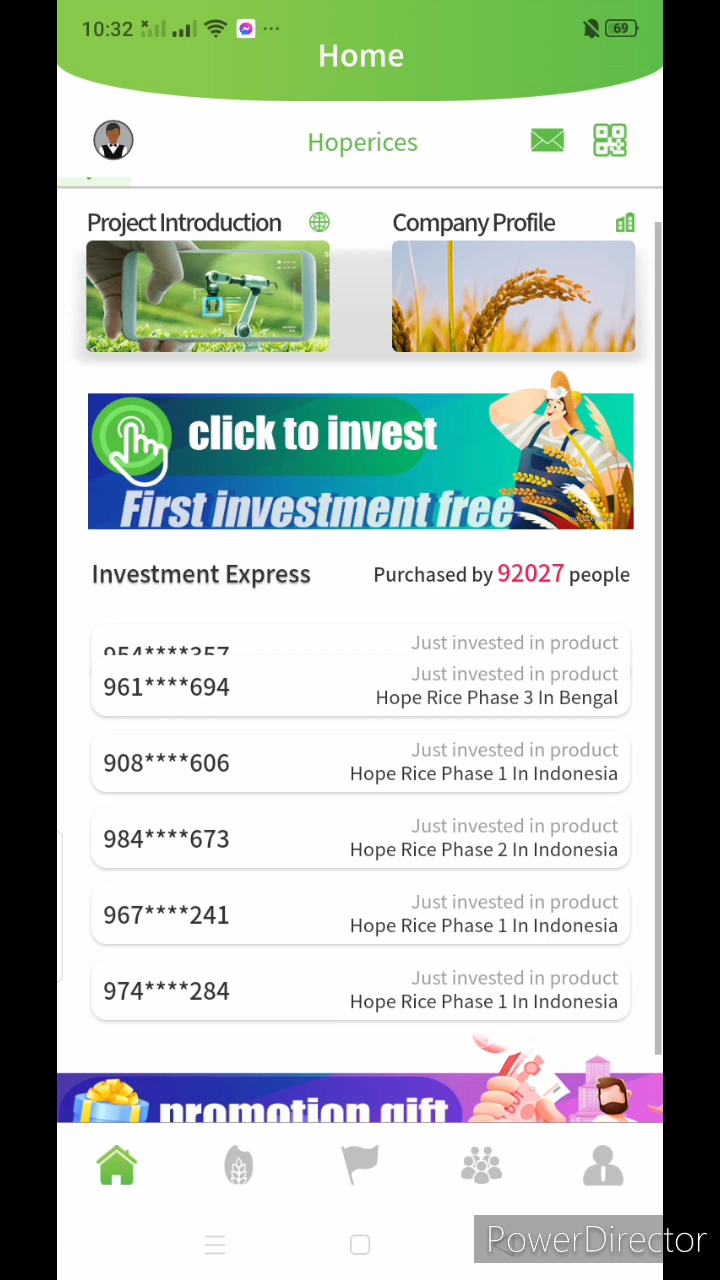 10:32
69
Home
Hoperices
Project Introduction
Company Profile
click to invest
First investment free
Investment Express
Purchased by 92027 people
954****357
Just invested in product
961****694
Just invested in product
Hope Rice Phase 3 In Bengal
908****606
Just invested in product
Hope Rice Phase 1 In Indonesia
984****673
Just invested in product
Hope Rice Phase 2 In Indonesia
967****241
Just invested in product
Hope Rice Phase 1 In Indonesia
974****284
Just invested in product
Hope Rice Phase 1 In Indonesia
promotion gift
PowerDirector